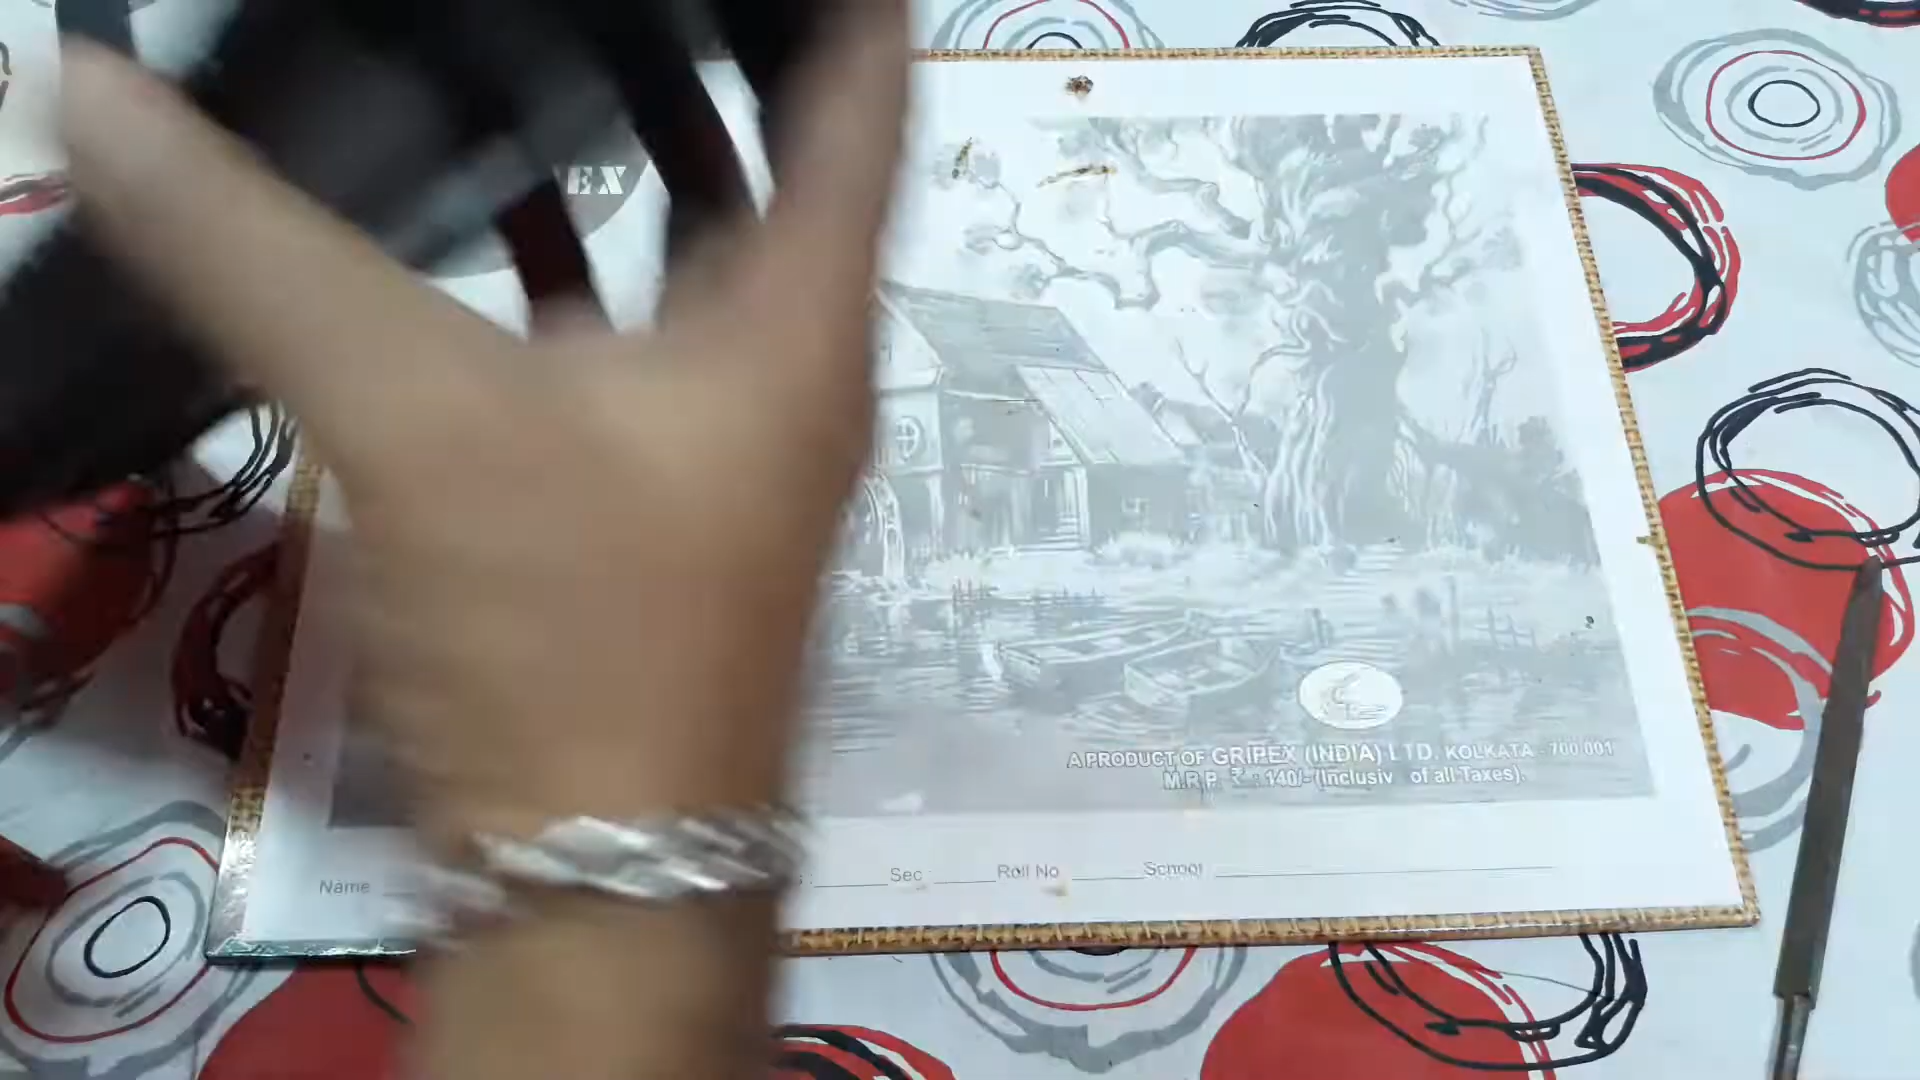 EX
A PRODUCT OF GRIPEX (INDIA) LTD. KOLKATA - 700 001
M.R.P. ₹ : 140/- (Inclusiv of all Taxes).
Name Sec Roll No School